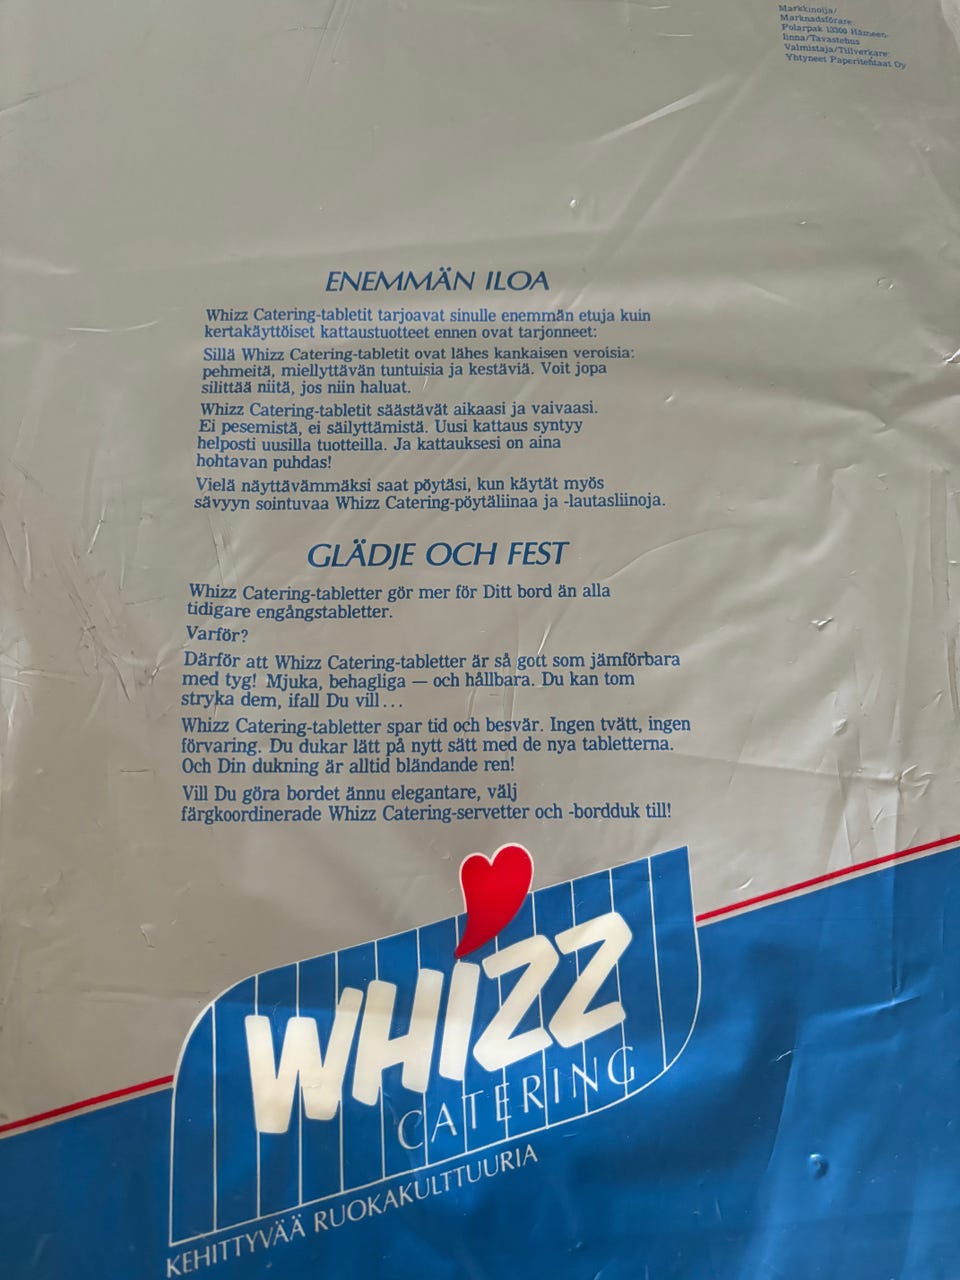 Markkinoija/
Marknadsförare:
Polarpak 13300 Hämeen-
linna/Tavastehus
Valmistaja/Tillverkare:
Yhtyneet Paperitehtaat Oy
ENEMMÄN ILOA
Whizz Catering-tabletit tarjoavat sinulle enemmän etuja kuin
kertakäyttöiset kattaustuotteet ennen ovat tarjonneet:
Sillä Whizz Catering-tabletit ovat lähes kankaisen veroisia:
pehmeitä, miellyttävän tuntuisia ja kestäviä. Voit jopa
silittää niitä, jos niin haluat.
Whizz Catering-tabletit säästävät aikaasi ja vaivaasi.
Ei pesemistä, ei säilyttämistä. Uusi kattaus syntyy
helposti uusilla tuotteilla. Ja kattauksesi on aina
hohtavan puhdas!
Vielä näyttävämmäksi saat pöytäsi, kun käytät myös
sävyyn sointuvaa Whizz Catering-pöytäliinaa ja -lautasliinoja.
GLÄDJE OCH FEST
Whizz Catering-tabletter gör mer för Ditt bord än alla
tidigare engångstabletter.
Varför?
Därför att Whizz Catering-tabletter är så gott som jämförbara
med tyg! Mjuka, behagliga — och hållbara. Du kan tom
stryka dem, ifall Du vill...
Whizz Catering-tabletter spar tid och besvär. Ingen tvätt, ingen
förvaring. Du dukar lätt på nytt sätt med de nya tabletterna.
Och Din dukning är alltid bländande ren!
Vill Du göra bordet ännu elegantare, välj
färgkoordinerade Whizz Catering-servetter och -bordduk till!
WHIZZ
CATERING
KEHITTYVÄÄ RUOKAKULTTUURIA